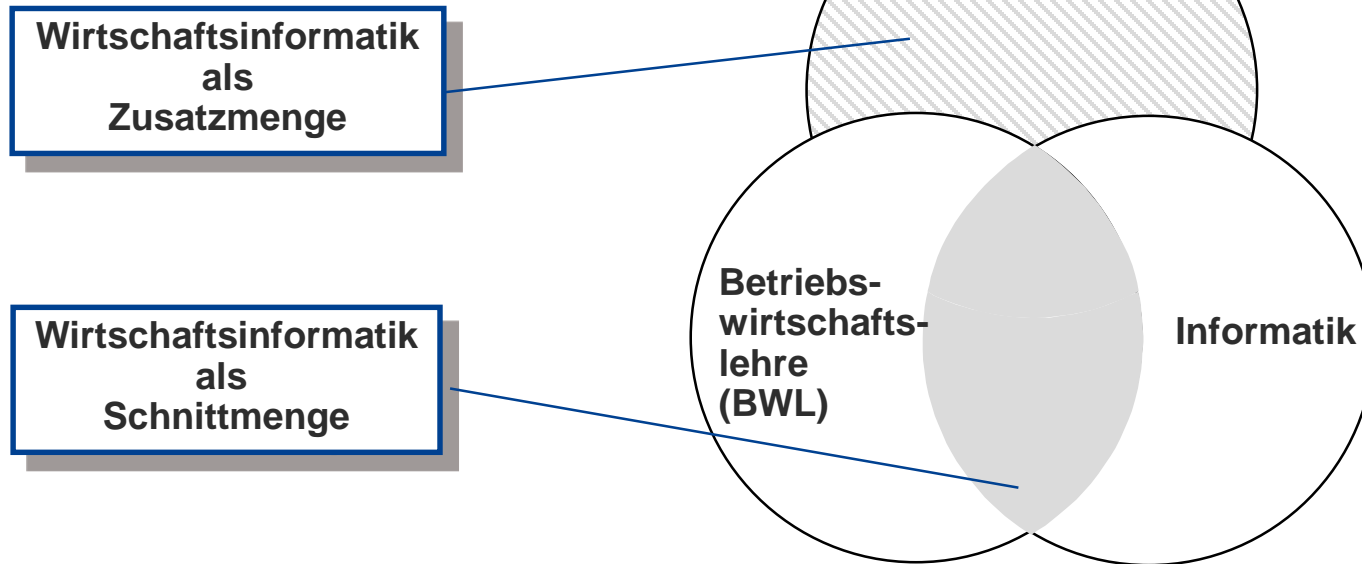 Wirtschaftsinformatik
als
Zusatzmenge
Wirtschaftsinformatik
als
Schnittmenge
Betriebs-
wirtschafts-
lehre
(BWL)
Informatik